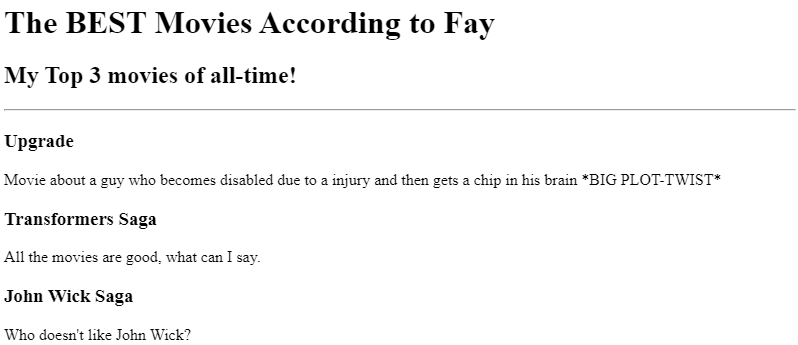 The BEST Movies According to Fay
My Top 3 movies of all-time!
Upgrade
Movie about a guy who becomes disabled due to a injury and then gets a chip in his brain *BIG PLOT-TWIST*
Transformers Saga
All the movies are good, what can I say.
John Wick Saga
Who doesn't like John Wick?